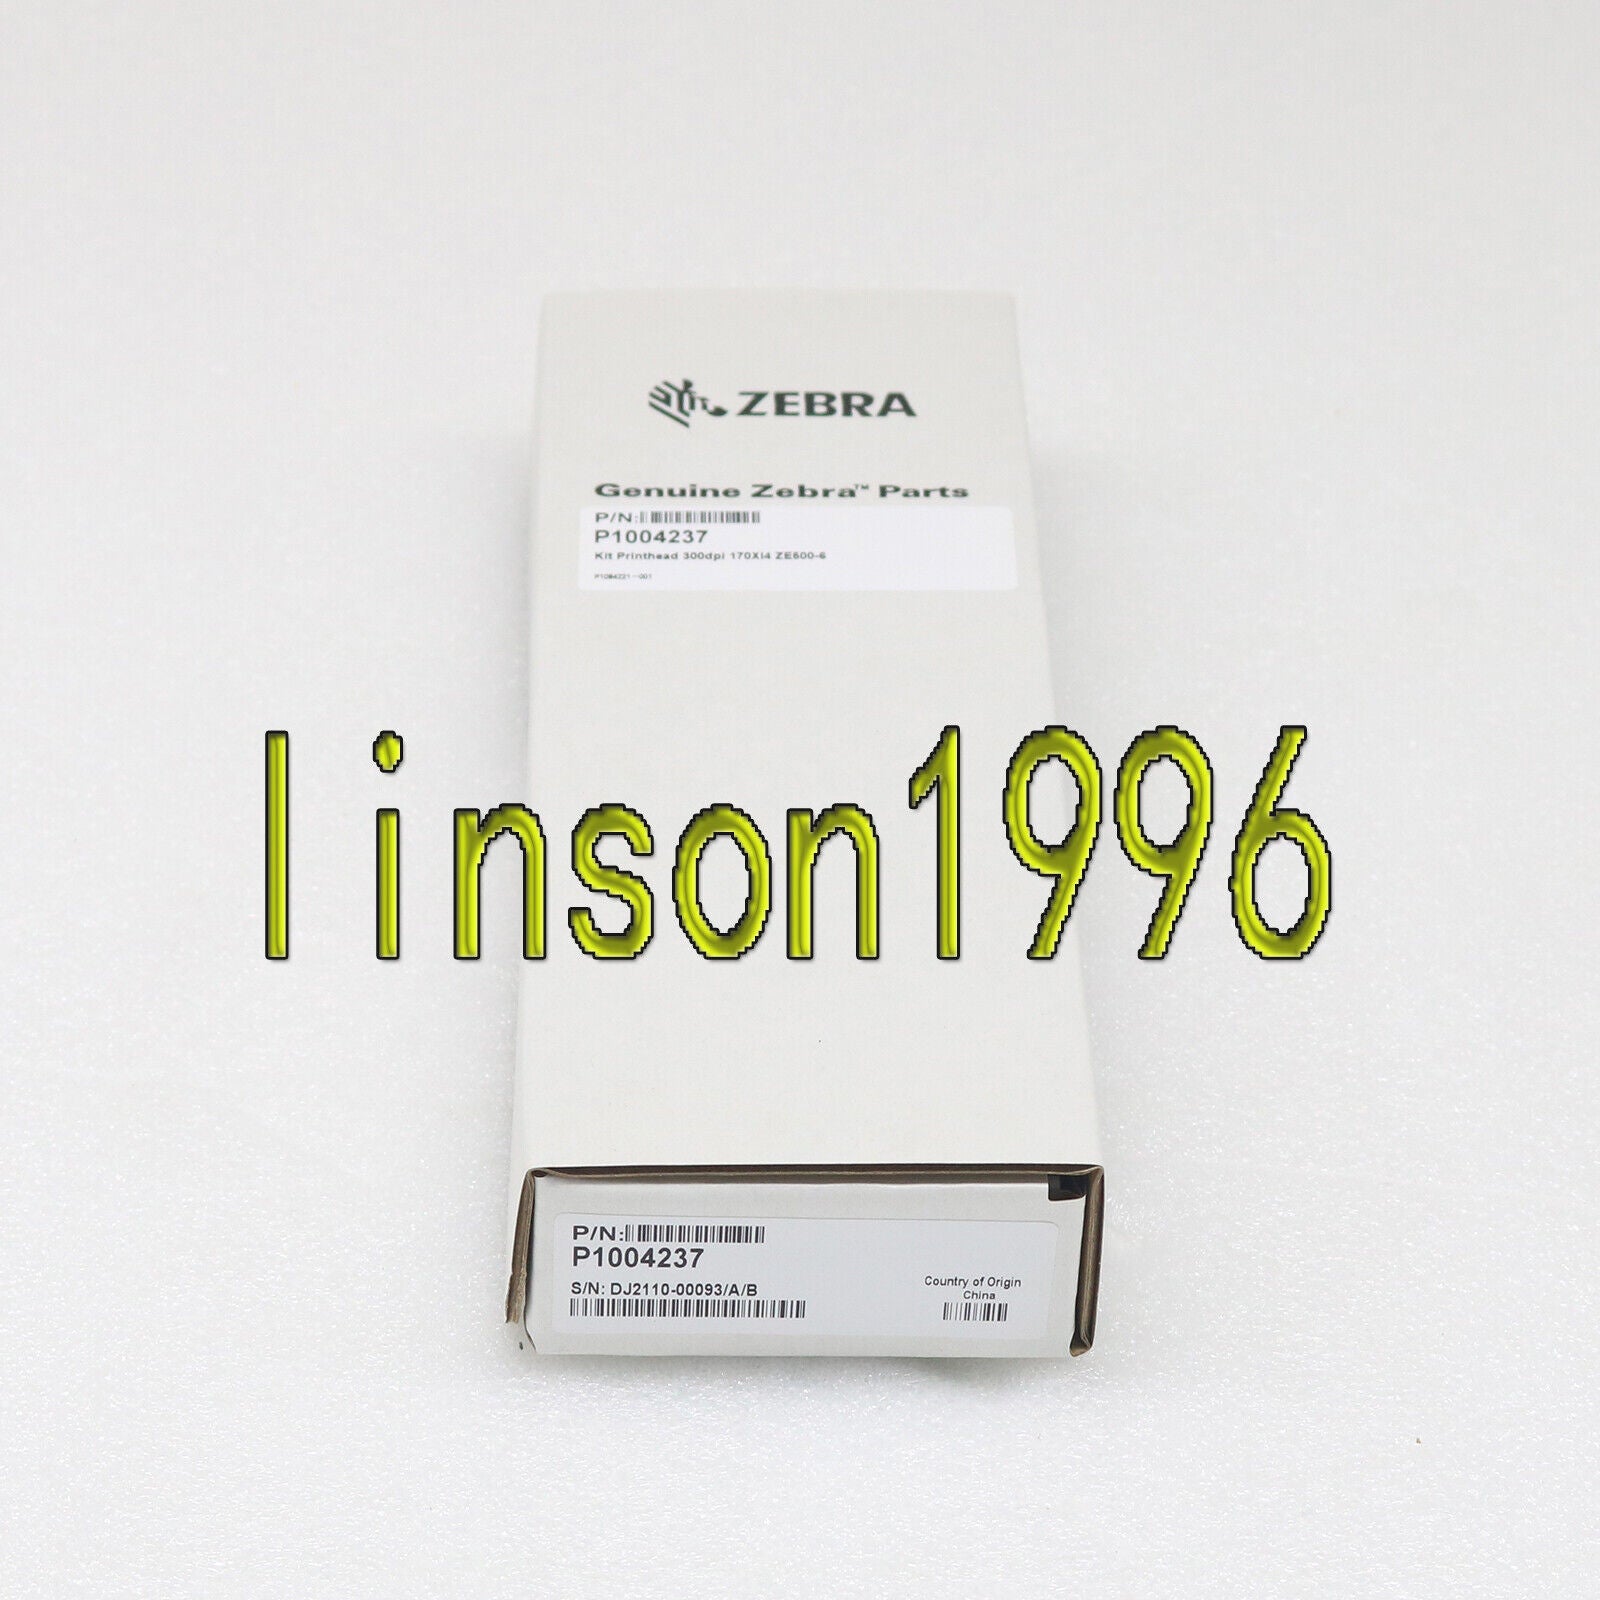 ZEBRA
Genuine Zebra™ Parts
P/N:
P1004237
Kit Printhead 300dpi 170Xi4 ZE500-6
linson1996
P/N:
P1004237
S/N: DJ2110-00093/A/B
Country of Origin
China